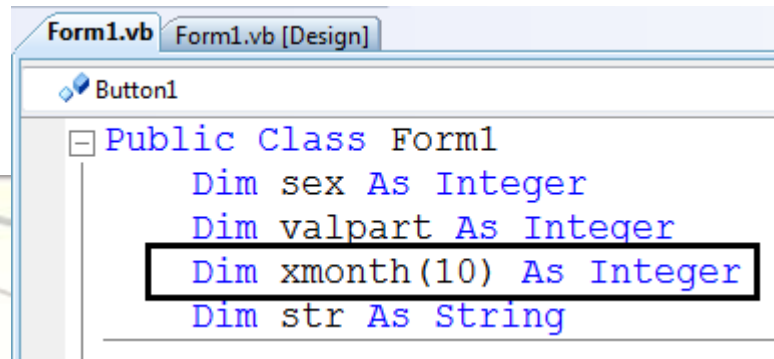 Form1.vb Form1.vb [Design]
Button1
Public Class Form1
Dim sex As Integer
Dim valpart As Integer
Dim xmonth(10) As Integer
Dim str As String